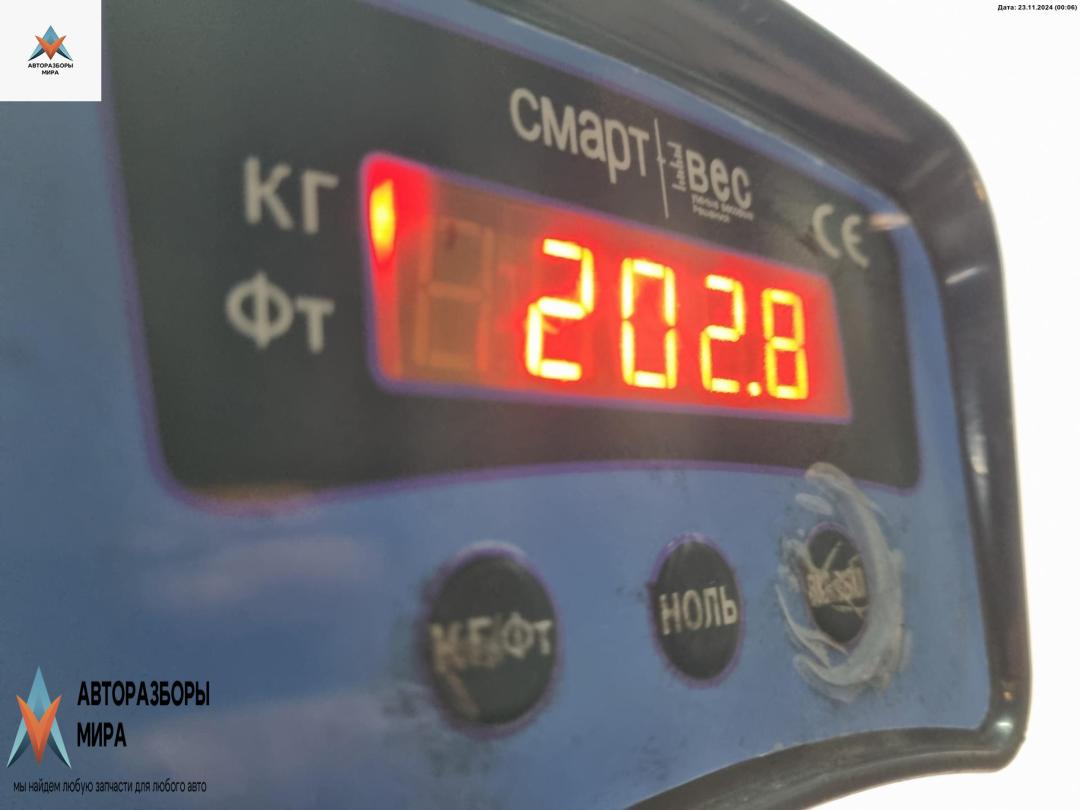 АВТОРАЗБОРЫ
МИРА
Дата: 23.11.2024 (00:06)
смарт вес
CE
КГ
ФТ
202.8
КГ/ФТ
НОЛЬ
АВТОРАЗБОРЫ
МИРА
мы найдем любую запчасти для любого авто